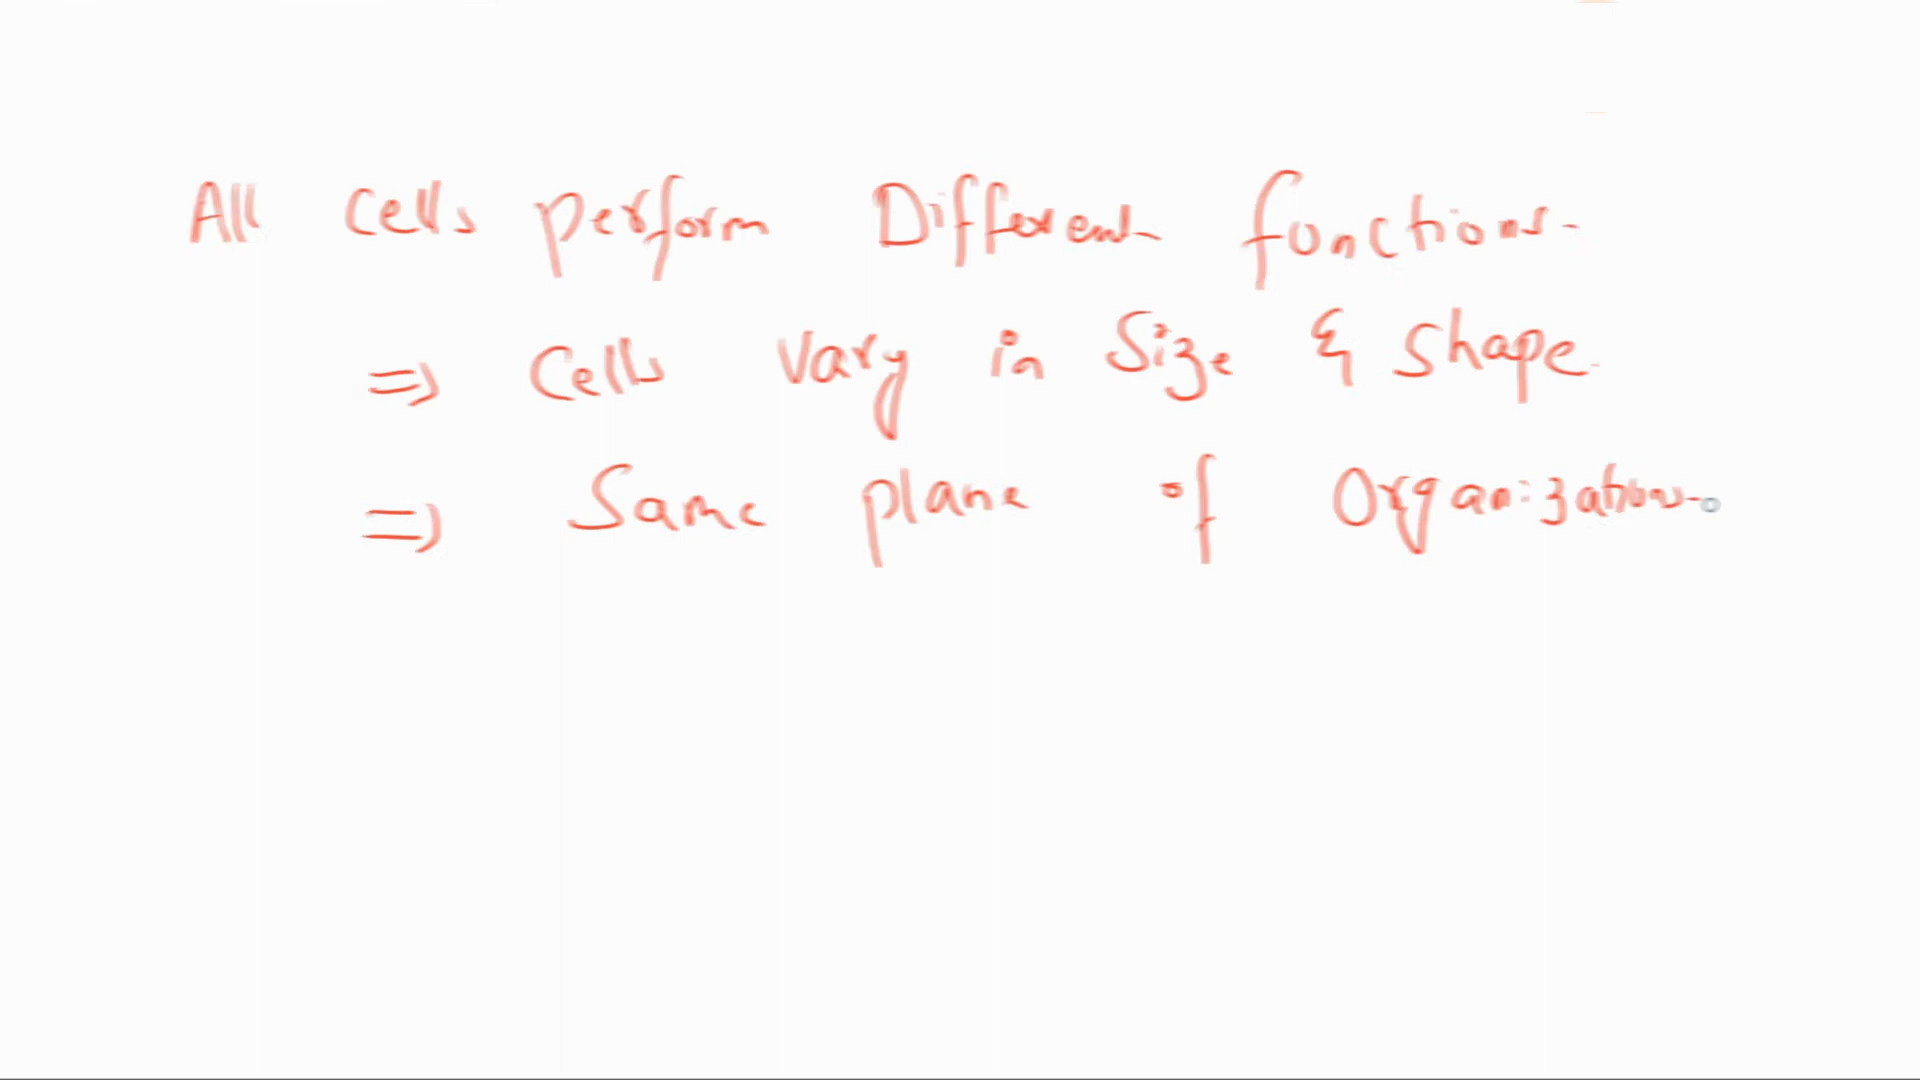 All Cells perform Different functions.
=> Cells vary in Size & Shape.
=> Same plane of Organization.